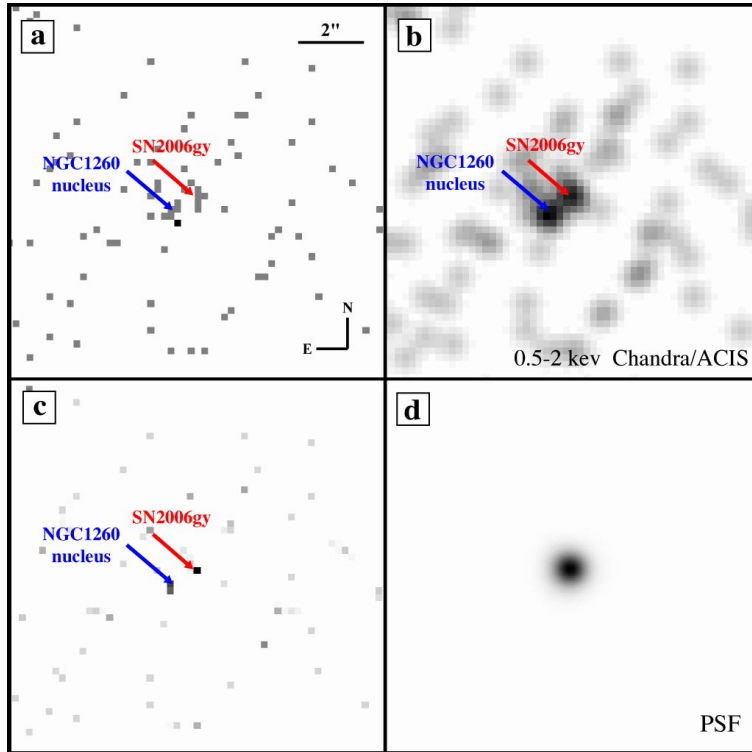 a
2"
SN2006gy
NGC1260
nucleus
N
E
b
SN2006gy
NGC1260
nucleus
0.5-2 kev Chandra/ACIS
c
SN2006gy
NGC1260
nucleus
d
PSF